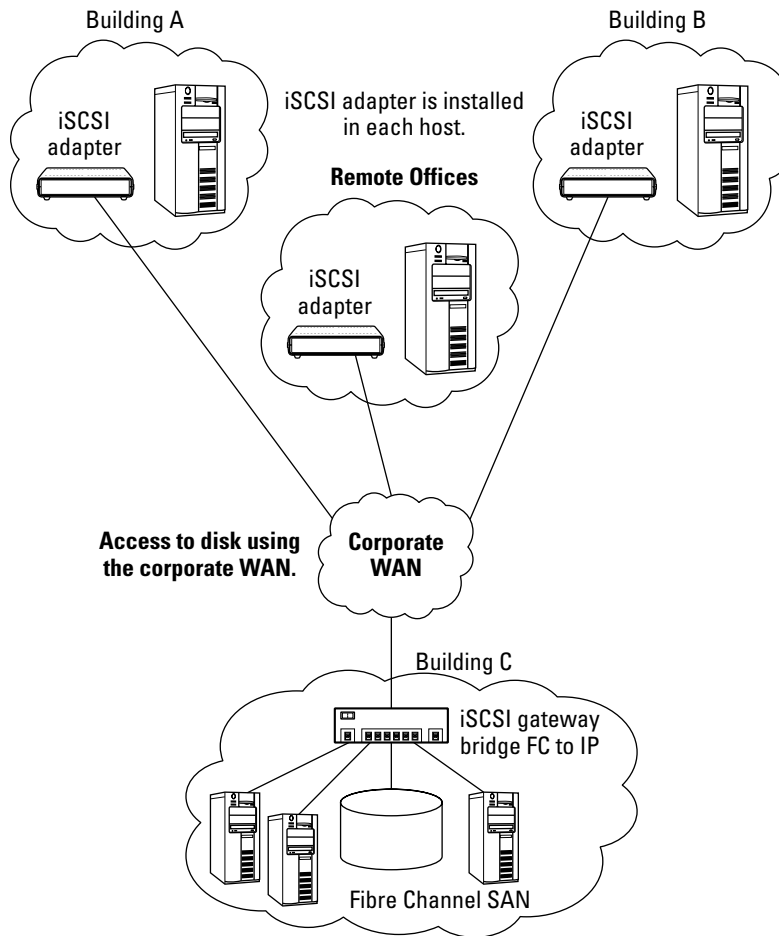 Building A
Building B
iSCSI adapter is installed
in each host.
iSCSI
adapter
iSCSI
adapter
Remote Offices
iSCSI
adapter
Access to disk using
the corporate WAN.
Corporate
WAN
Building C
iSCSI gateway
bridge FC to IP
Fibre Channel SAN